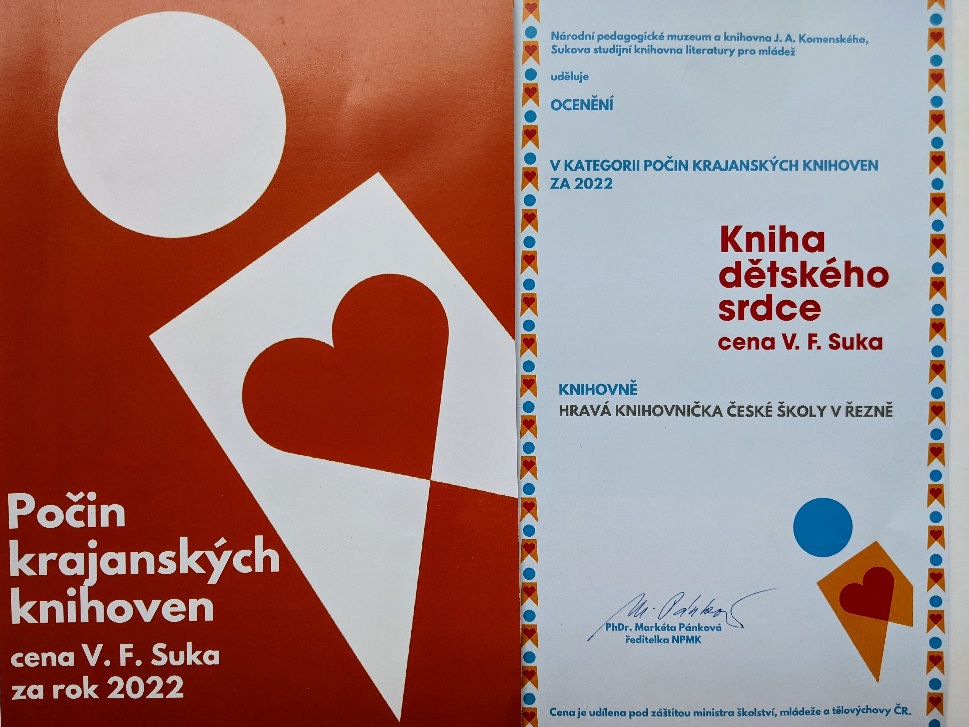 Počin
krajanských
knihoven
cena V. F. Suka
za rok 2022
Národní pedagogické muzeum a knihovna J. A. Komenského,
Sukova studijní knihovna literatury pro mládež
uděluje
OCENĚNÍ
V KATEGORII POČIN KRAJANSKÝCH KNIHOVEN
ZA 2022
Kniha
dětského
srdce
cena V. F. Suka
KNIHOVNĚ
HRAVÁ KNIHOVNIČKA ČESKÉ ŠKOLY V ŘEZNĚ
M. Pánková
PhDr. Markéta Pánková
ředitelka NPMK
Cena je udílena pod záštitou ministra školství, mládeže a tělovýchovy ČR.